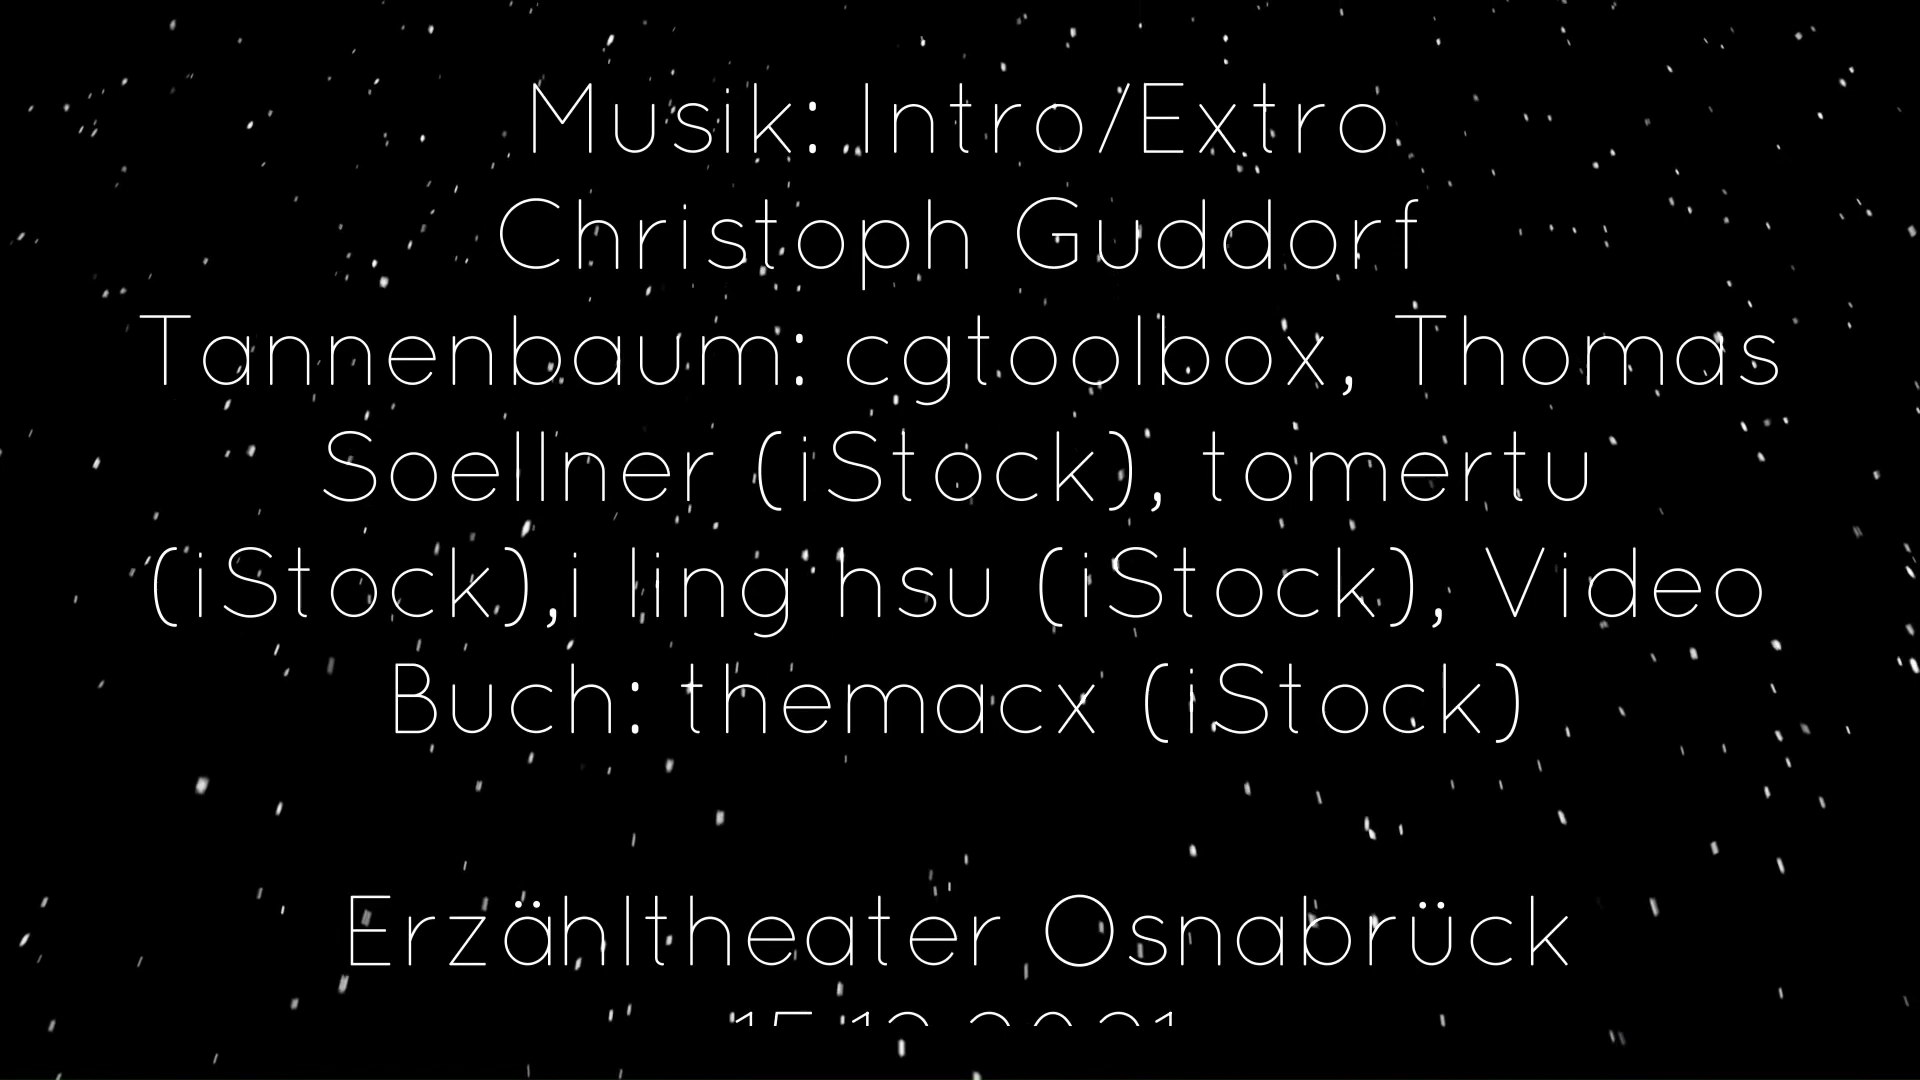 Musik: Intro/Extro
Christoph Guddorf
Tannenbaum: cgtoolbox, Thomas
Soellner (iStock), tomertu
(iStock),i ling hsu (iStock), Video
Buch: themacx (iStock)
Erzähltheater Osnabrück